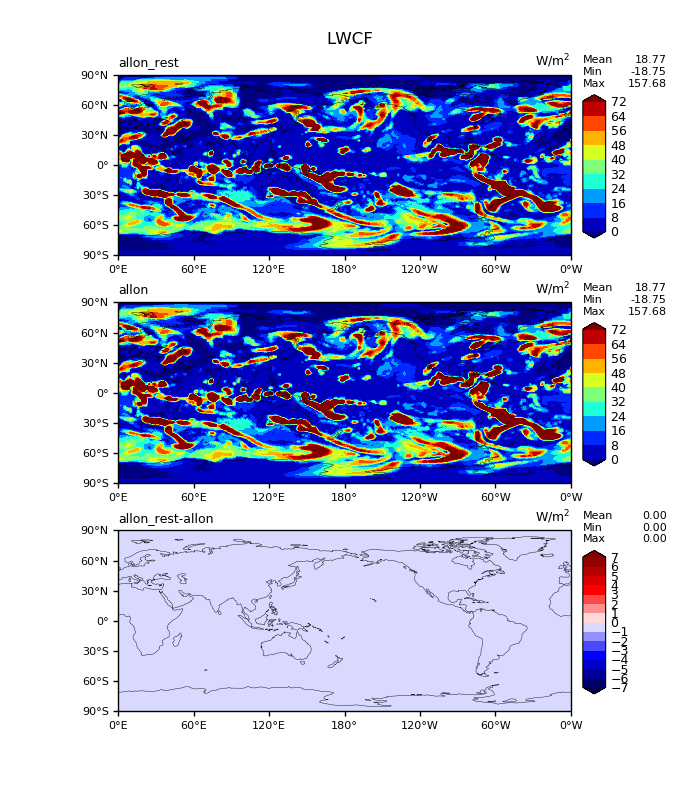 LWCF
allon_rest W/m2
Mean 18.77
Min -18.75
Max 157.68
90°N
60°N
30°N
0°
30°S
60°S
90°S
0°E 60°E 120°E 180° 120°W 60°W 0°W
72
64
56
48
40
32
24
16
8
0
allon W/m2
Mean 18.77
Min -18.75
Max 157.68
90°N
60°N
30°N
0°
30°S
60°S
90°S
0°E 60°E 120°E 180° 120°W 60°W 0°W
72
64
56
48
40
32
24
16
8
0
allon_rest-allon W/m2
Mean 0.00
Min 0.00
Max 0.00
90°N
60°N
30°N
0°
30°S
60°S
90°S
0°E 60°E 120°E 180° 120°W 60°W 0°W
7
6
5
4
3
2
1
0
−1
−2
−3
−4
−5
−6
−7